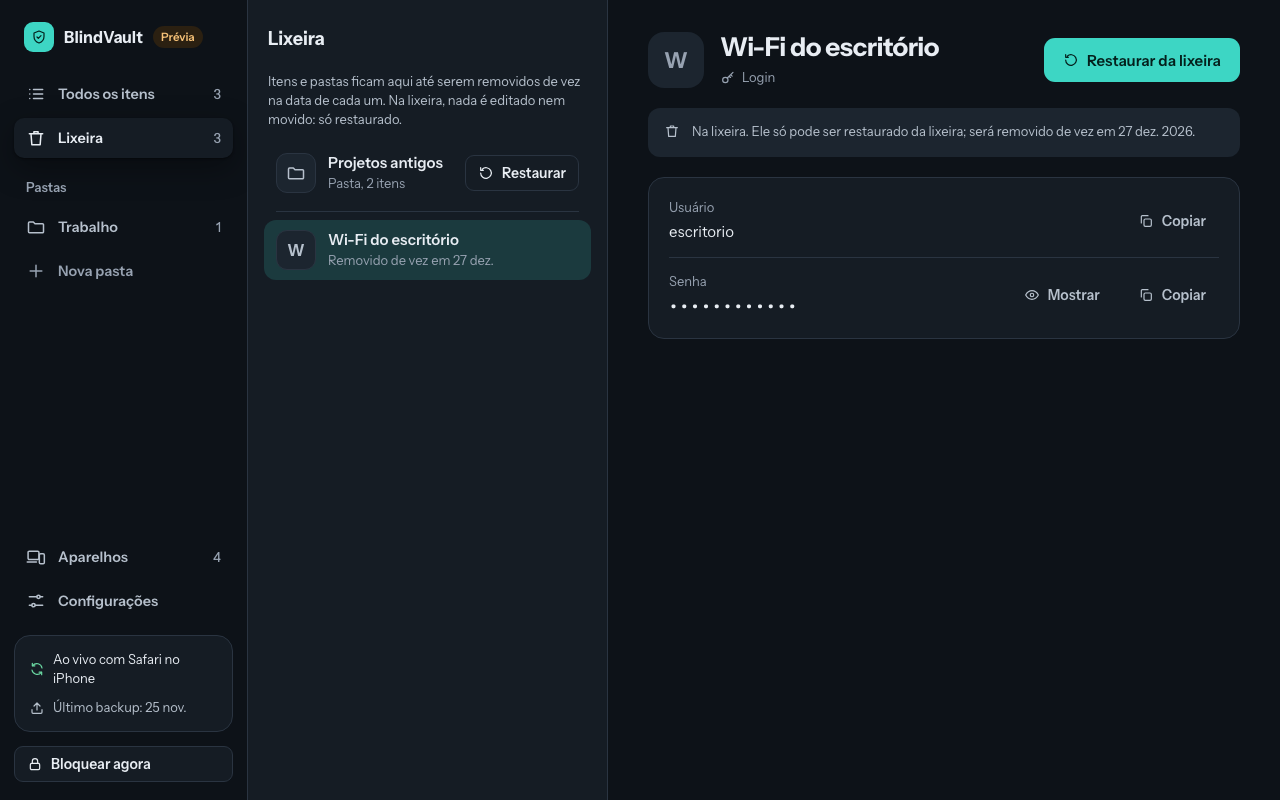 BlindVault Prévia
Todos os itens 3
Lixeira 3
Pastas
Trabalho 1
Nova pasta
Aparelhos 4
Configurações
Ao vivo com Safari no
iPhone
Último backup: 25 nov.
Bloquear agora
Lixeira
Itens e pastas ficam aqui até serem removidos de vez
na data de cada um. Na lixeira, nada é editado nem
movido: só restaurado.
Projetos antigos
Pasta, 2 itens
Restaurar
W
Wi-Fi do escritório
Removido de vez em 27 dez.
W
Wi-Fi do escritório
Login
Restaurar da lixeira
Na lixeira. Ele só pode ser restaurado da lixeira; será removido de vez em 27 dez. 2026.
Usuário
escritorio
Copiar
Senha
••••••••••••
Mostrar
Copiar